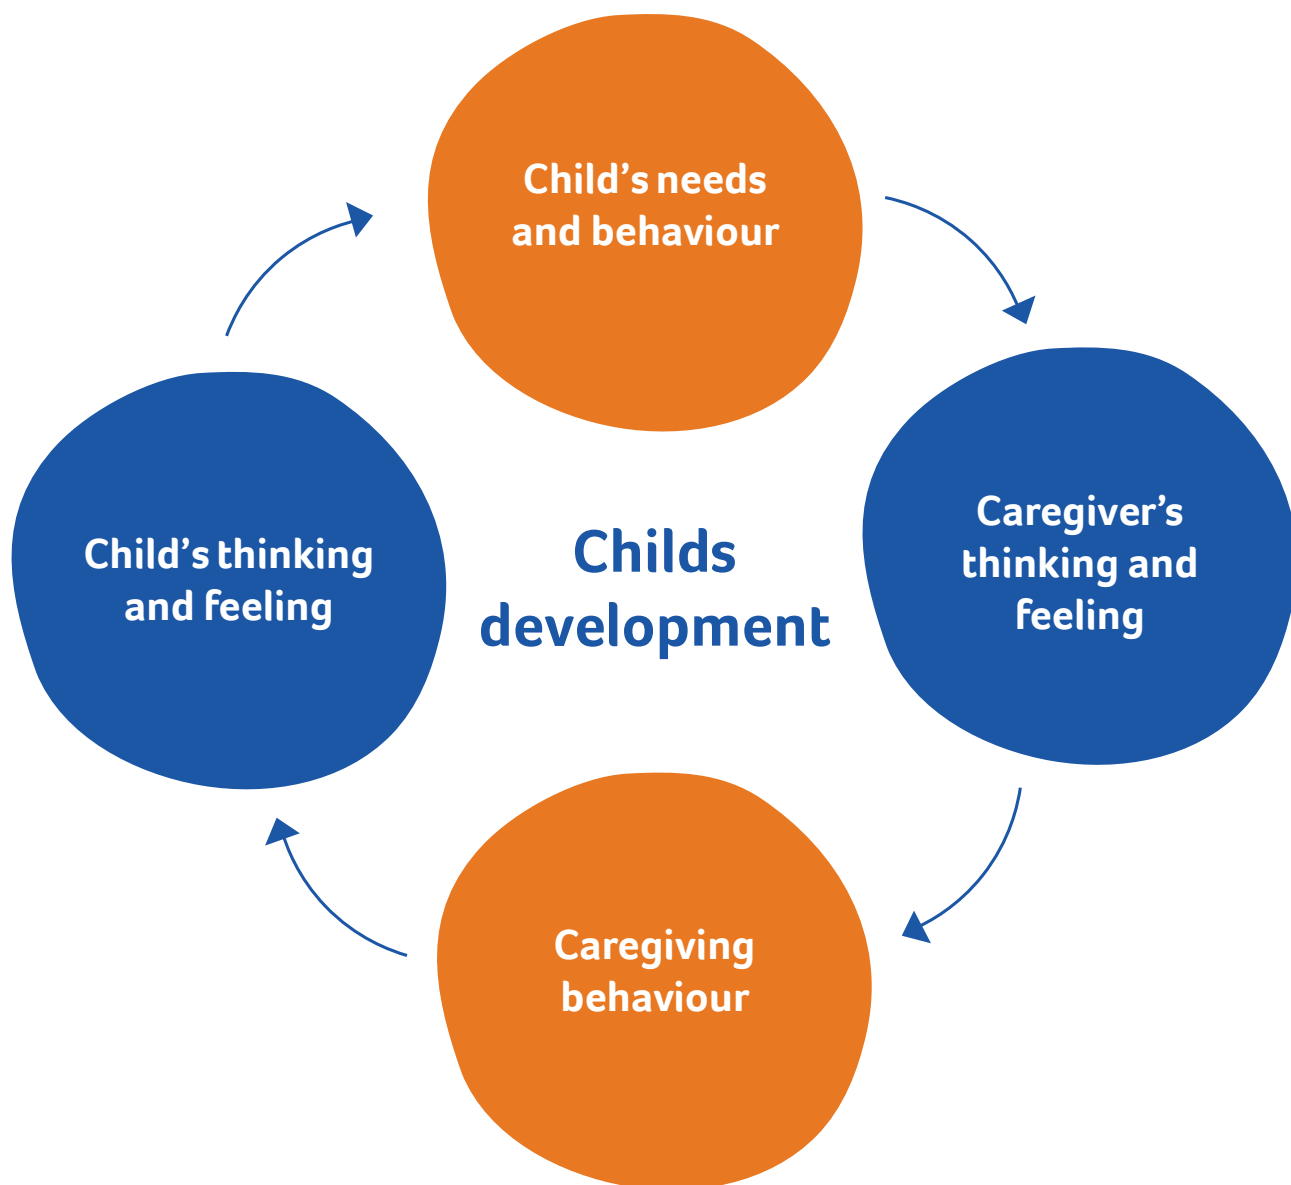 Child’s needs
and behaviour
Caregiver’s
thinking and
feeling
Child’s thinking
and feeling
Childs
development
Caregiving
behaviour